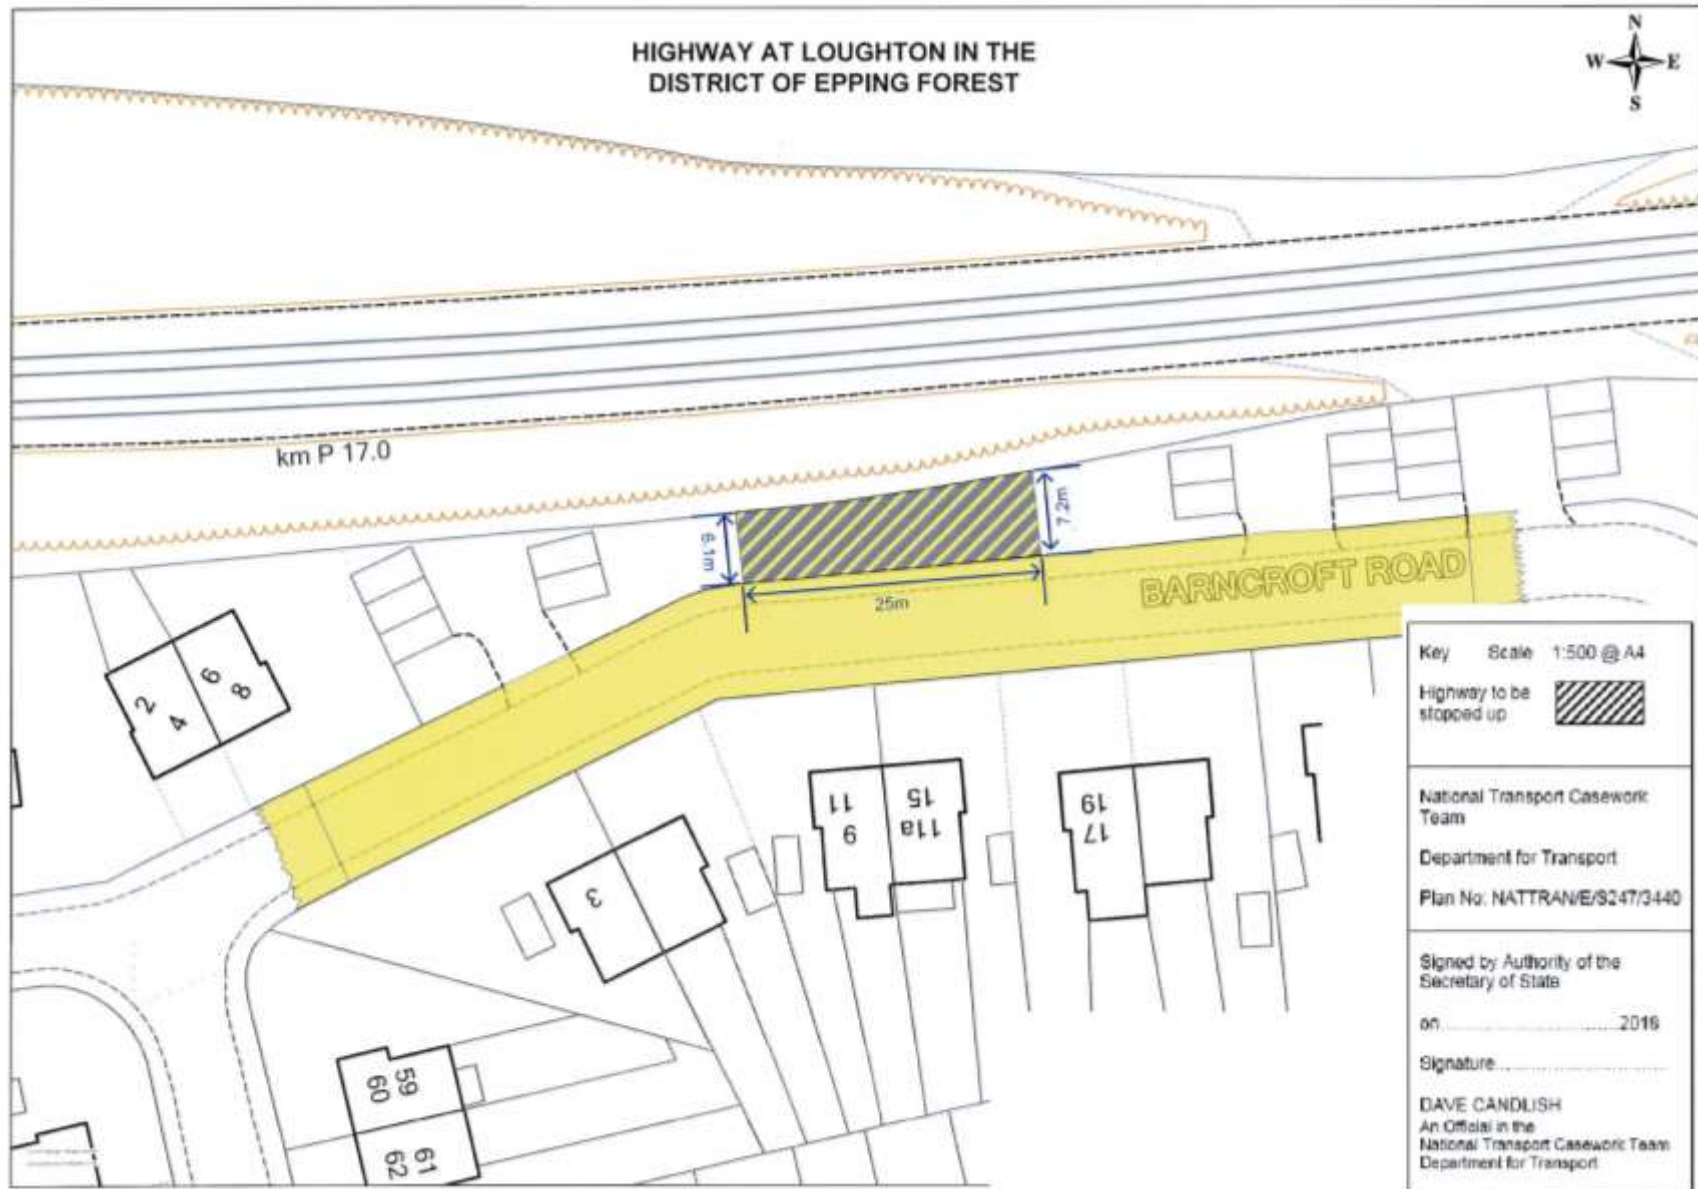 HIGHWAY AT LOUGHTON IN THE
DISTRICT OF EPPING FOREST
N
W E
S
km P 17.0
6.1m
7.2m
25m
BARNCROFT ROAD
2
4
6
8
3
11
9
15
11a
19
17
59
60
61
62
Key Scale 1:500 @ A4
Highway to be
stopped up
National Transport Casework
Team
Department for Transport
Plan No: NATTRAN/E/S247/3440
Signed by Authority of the
Secretary of State
on.......................... 2016
Signature..........................
DAVE CANDLISH
An Official in the
National Transport Casework Team
Department for Transport